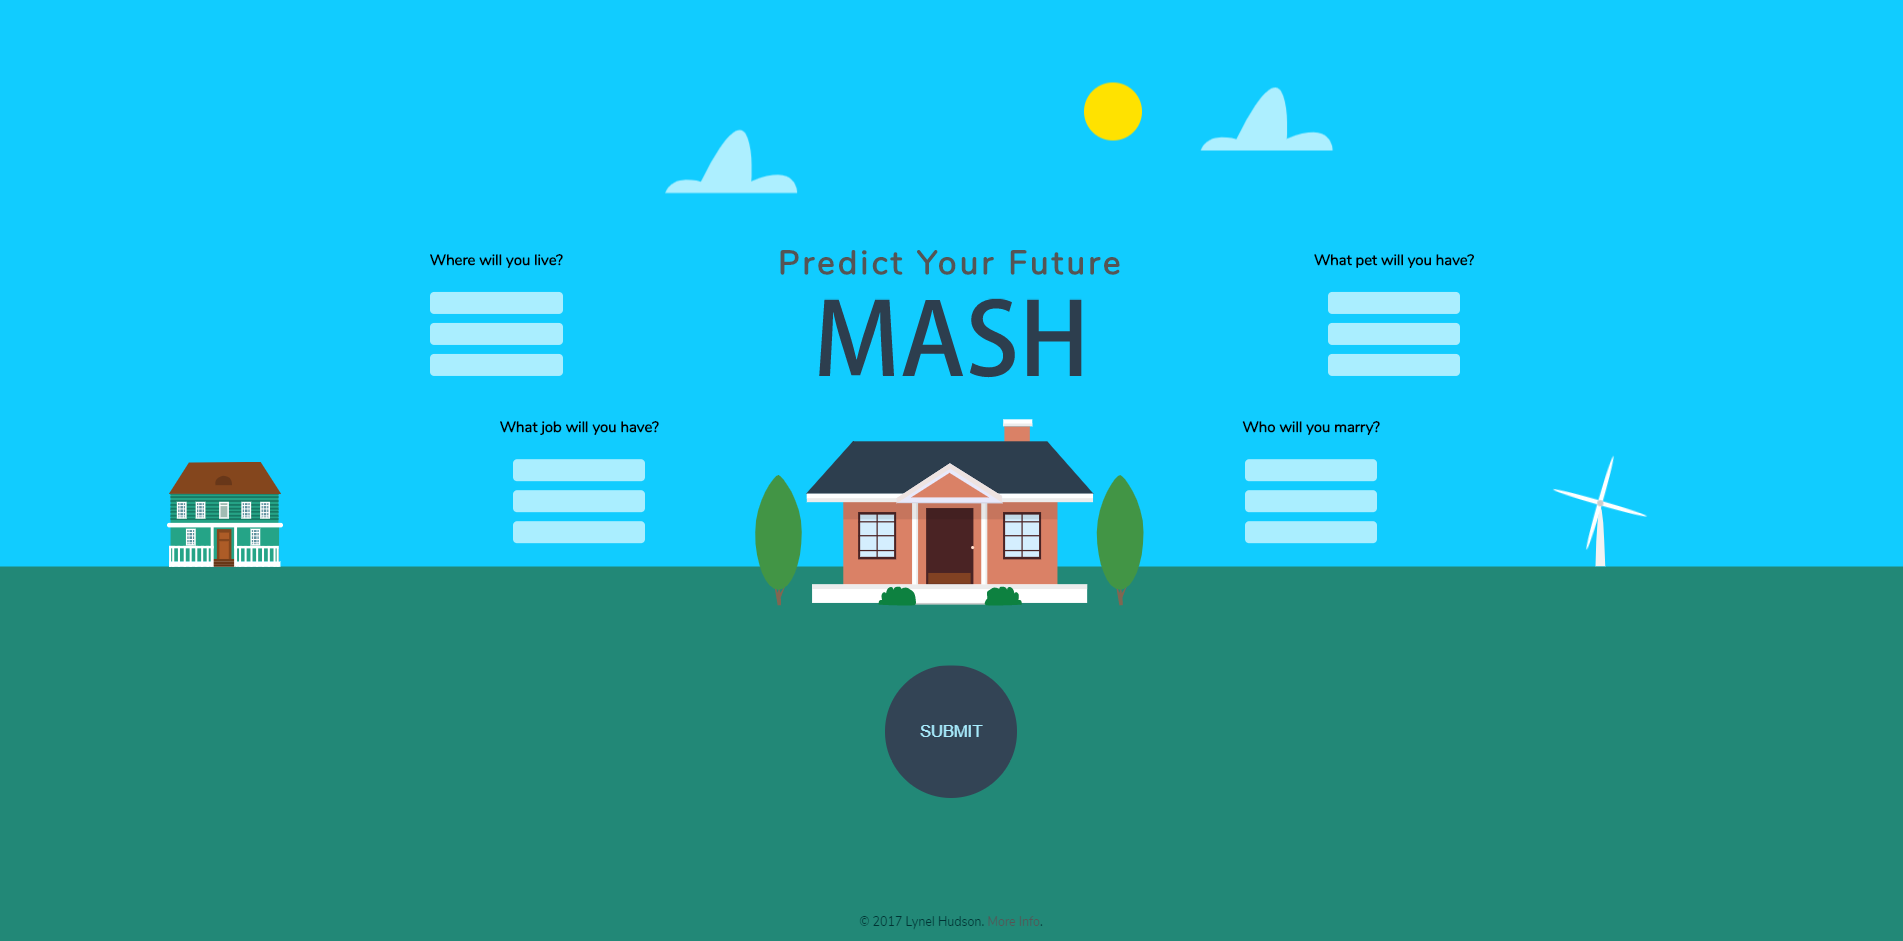 Predict Your Future
MASH
Where will you live?
What job will you have?
What pet will you have?
Who will you marry?
SUBMIT
© 2017 Lynel Hudson. More Info.